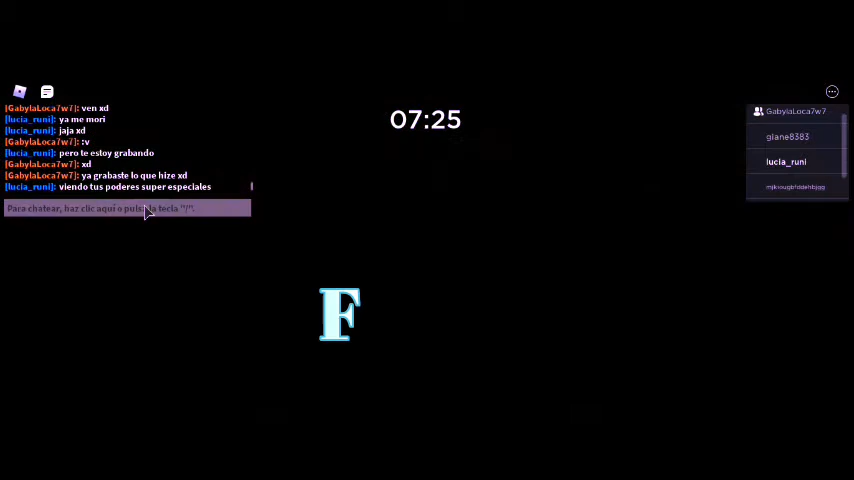 [GabylaLoca7w7]: ven xd
[lucia_runi]: ya me mori
[lucia_runi]: jaja xd
[GabylaLoca7w7]: :v
[lucia_runi]: pero te estoy grabando
[GabylaLoca7w7]: xd
[GabylaLoca7w7]: ya grabaste lo que hize xd
[lucia_runi]: viendo tus poderes super especiales
Para chatear, haz clic aquí o pulsa la tecla "/".
07:25
GabylaLoca7w7
giane8383
lucia_runi
F